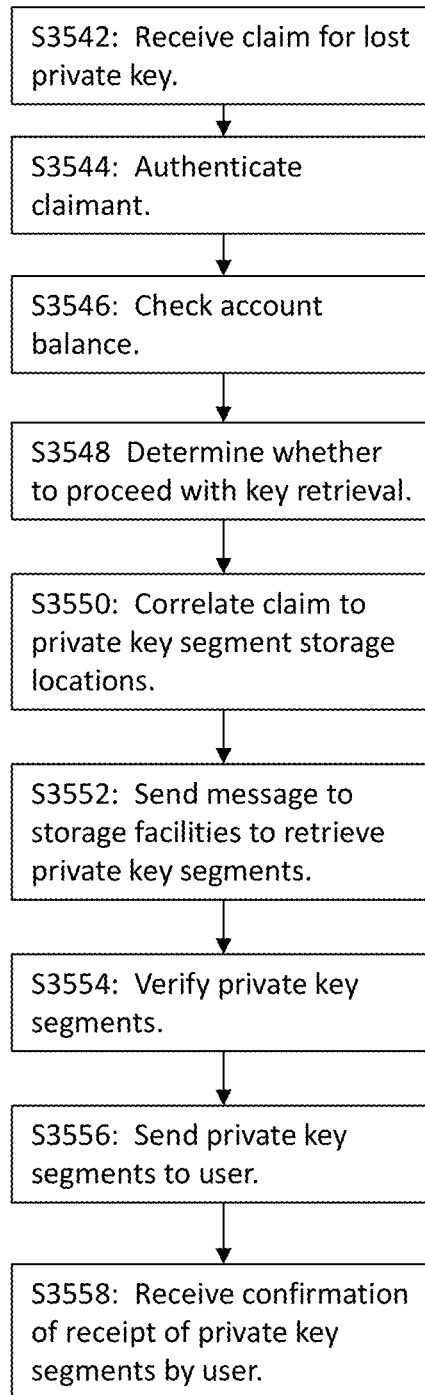 S3542: Receive claim for lost
private key.
S3544: Authenticate
claimant.
S3546: Check account
balance.
S3548 Determine whether
to proceed with key retrieval.
S3550: Correlate claim to
private key segment storage
locations.
S3552: Send message to
storage facilities to retrieve
private key segments.
S3554: Verify private key
segments.
S3556: Send private key
segments to user.
S3558: Receive confirmation
of receipt of private key
segments by user.